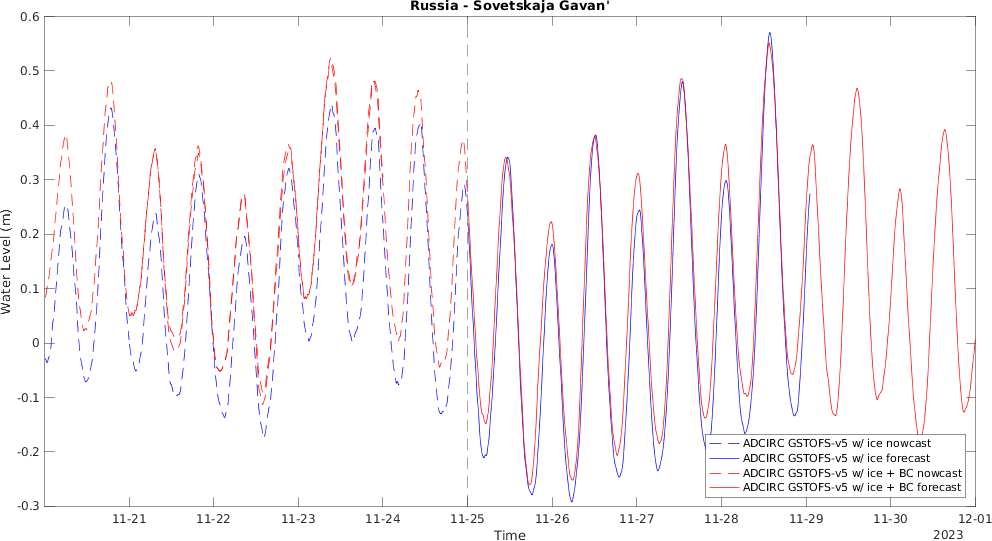 Russia - Sovetskaja Gavan'
Water Level (m)
0.6
0.5
0.4
0.3
0.2
0.1
0
-0.1
-0.2
-0.3
ADCIRC GSTOFS-v5 w/ ice nowcast
ADCIRC GSTOFS-v5 w/ ice forecast
ADCIRC GSTOFS-v5 w/ ice + BC nowcast
ADCIRC GSTOFS-v5 w/ ice + BC forecast
11-21 11-22 11-23 11-24 11-25 11-26 11-27 11-28 11-29 11-30 12-01
Time
2023